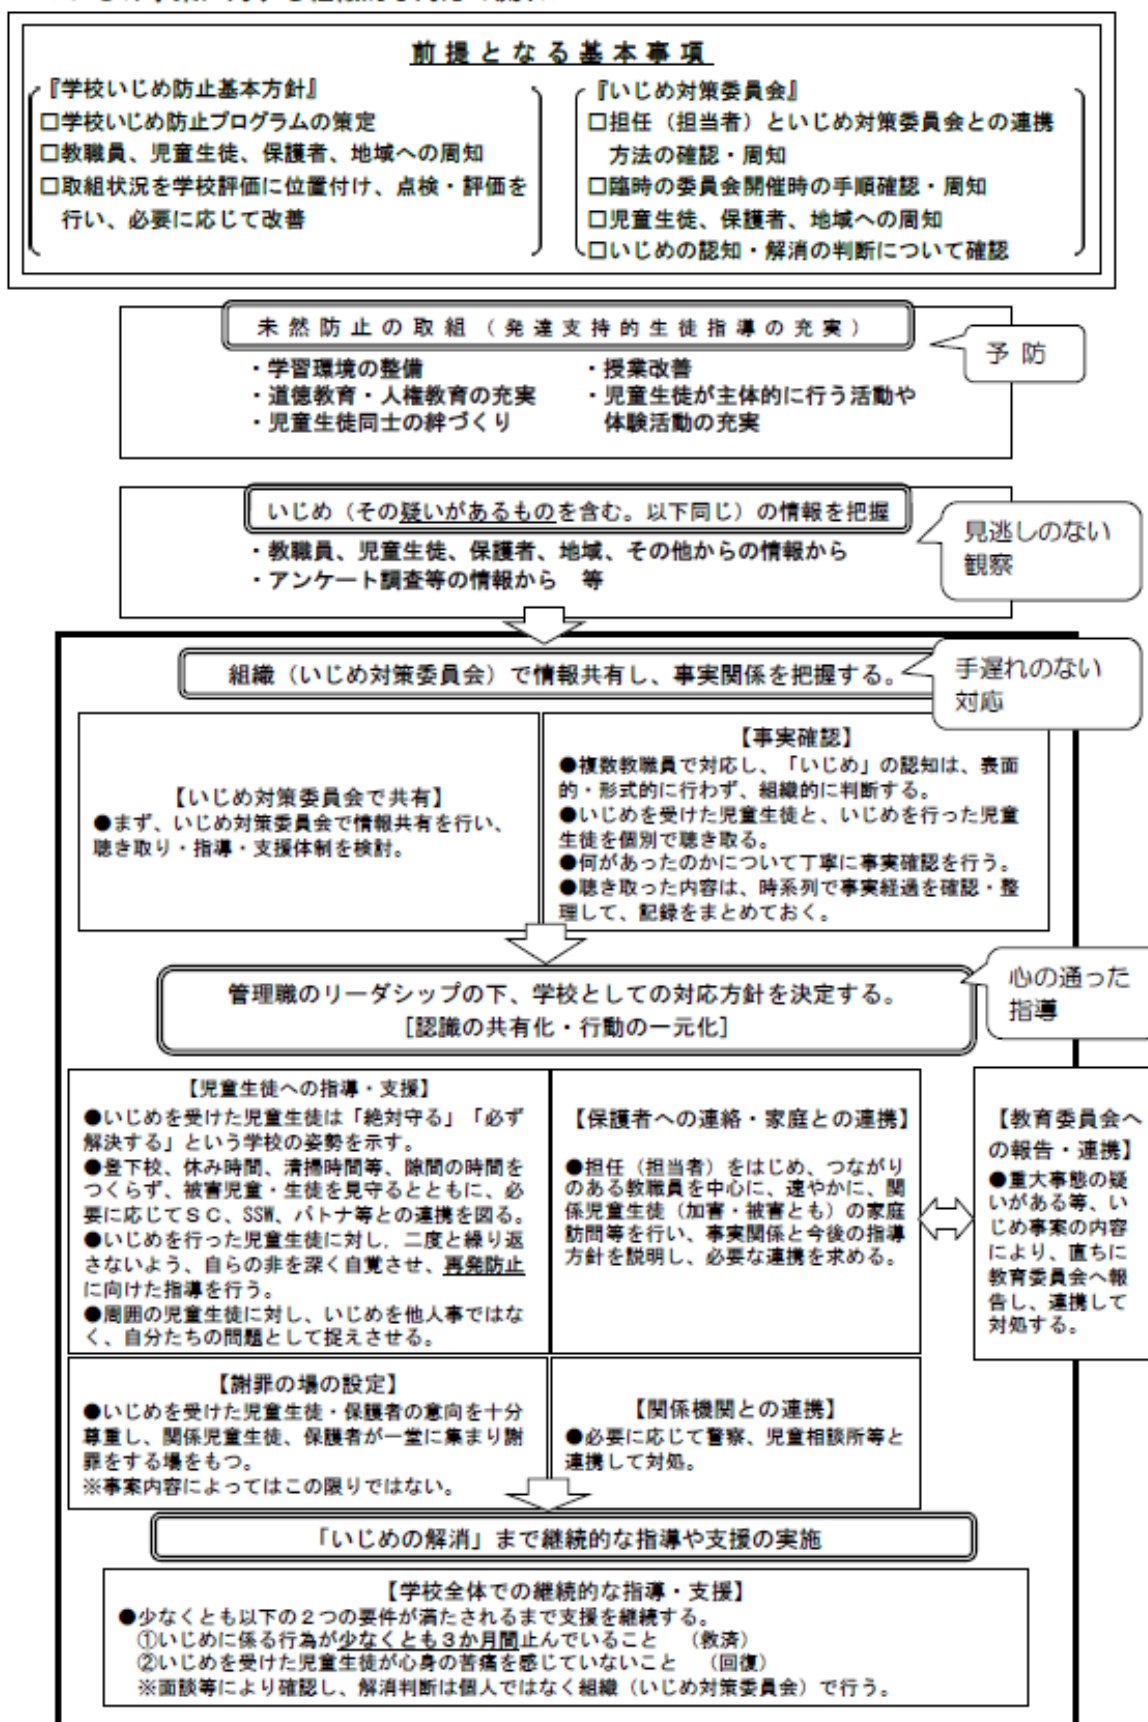 前提となる基本事項
『学校いじめ防止基本方針』
□学校いじめ防止プログラムの策定
□教職員、児童生徒、保護者、地域への周知
□取組状況を学校評価に位置付け、点検・評価を
行い、必要に応じて改善
『いじめ対策委員会』
□担任（担当者）といじめ対策委員会との連携
方法の確認・周知
□臨時の委員会開催時の手順確認・周知
□児童生徒、保護者、地域への周知
□いじめの認知・解消の判断について確認
未然防止の取組（発達支持的生徒指導の充実）
予防
・学習環境の整備
・道徳教育・人権教育の充実
・児童生徒同士の絆づくり
・授業改善
・児童生徒が主体的に行う活動や
体験活動の充実
いじめ（その疑いがあるものを含む。以下同じ）の情報を把握
見逃しのない
観察
・教職員、児童生徒、保護者、地域、その他からの情報から
・アンケート調査等の情報から　等
組織（いじめ対策委員会）で情報共有し、事実関係を把握する。
手遅れのない
対応
【いじめ対策委員会で共有】
●まず、いじめ対策委員会で情報共有を行い、
聴き取り・指導・支援体制を検討。
【事実確認】
●複数教職員で対応し、「いじめ」の認知は、表面
的・形式的に行わず、組織的に判断する。
●いじめを受けた児童生徒と、いじめを行った児童
生徒を個別で聴き取る。
●何があったのかについて丁寧に事実確認を行う。
●聴き取った内容は、時系列で事実経過を確認・整
理して、記録をまとめておく。
管理職のリーダシップの下、学校としての対応方針を決定する。
［認識の共有化・行動の一元化］
心の通った
指導
【児童生徒への指導・支援】
●いじめを受けた児童生徒は「絶対守る」「必ず
解決する」という学校の姿勢を示す。
●登下校、休み時間、清掃時間等、隙間の時間を
つくらず、被害児童・生徒を見守るとともに、必
要に応じてＳＣ、SSW、パトナ等との連携を図る。
●いじめを行った児童生徒に対し、二度と繰り返
さないよう、自らの非を深く自覚させ、再発防止
に向けた指導を行う。
●周囲の児童生徒に対し、いじめを他人事ではな
く、自分たちの問題として捉えさせる。
【保護者への連絡・家庭との連携】
●担任（担当者）をはじめ、つながり
のある教職員を中心に、速やかに、関
係児童生徒（加害・被害とも）の家庭
訪問等を行い、事実関係と今後の指導
方針を説明し、必要な連携を求める。
【教育委員会へ
の報告・連携】
●重大事態の疑
いがある等、い
じめ事案の内容
により、直ちに
教育委員会へ報
告し、連携して
対処する。
【謝罪の場の設定】
●いじめを受けた児童生徒・保護者の意向を十分
尊重し、関係児童生徒、保護者が一堂に集まり謝
罪をする場をもつ。
※事案内容によってはこの限りではない。
【関係機関との連携】
●必要に応じて警察、児童相談所等と
連携して対処。
「いじめの解消」まで継続的な指導や支援の実施
【学校全体での継続的な指導・支援】
●少なくとも以下の２つの要件が満たされるまで支援を継続する。
①いじめに係る行為が少なくとも３か月間止んでいること　（救済）
②いじめを受けた児童生徒が心身の苦痛を感じていないこと　（回復）
※面談等により確認し、解消判断は個人ではなく組織（いじめ対策委員会）で行う。